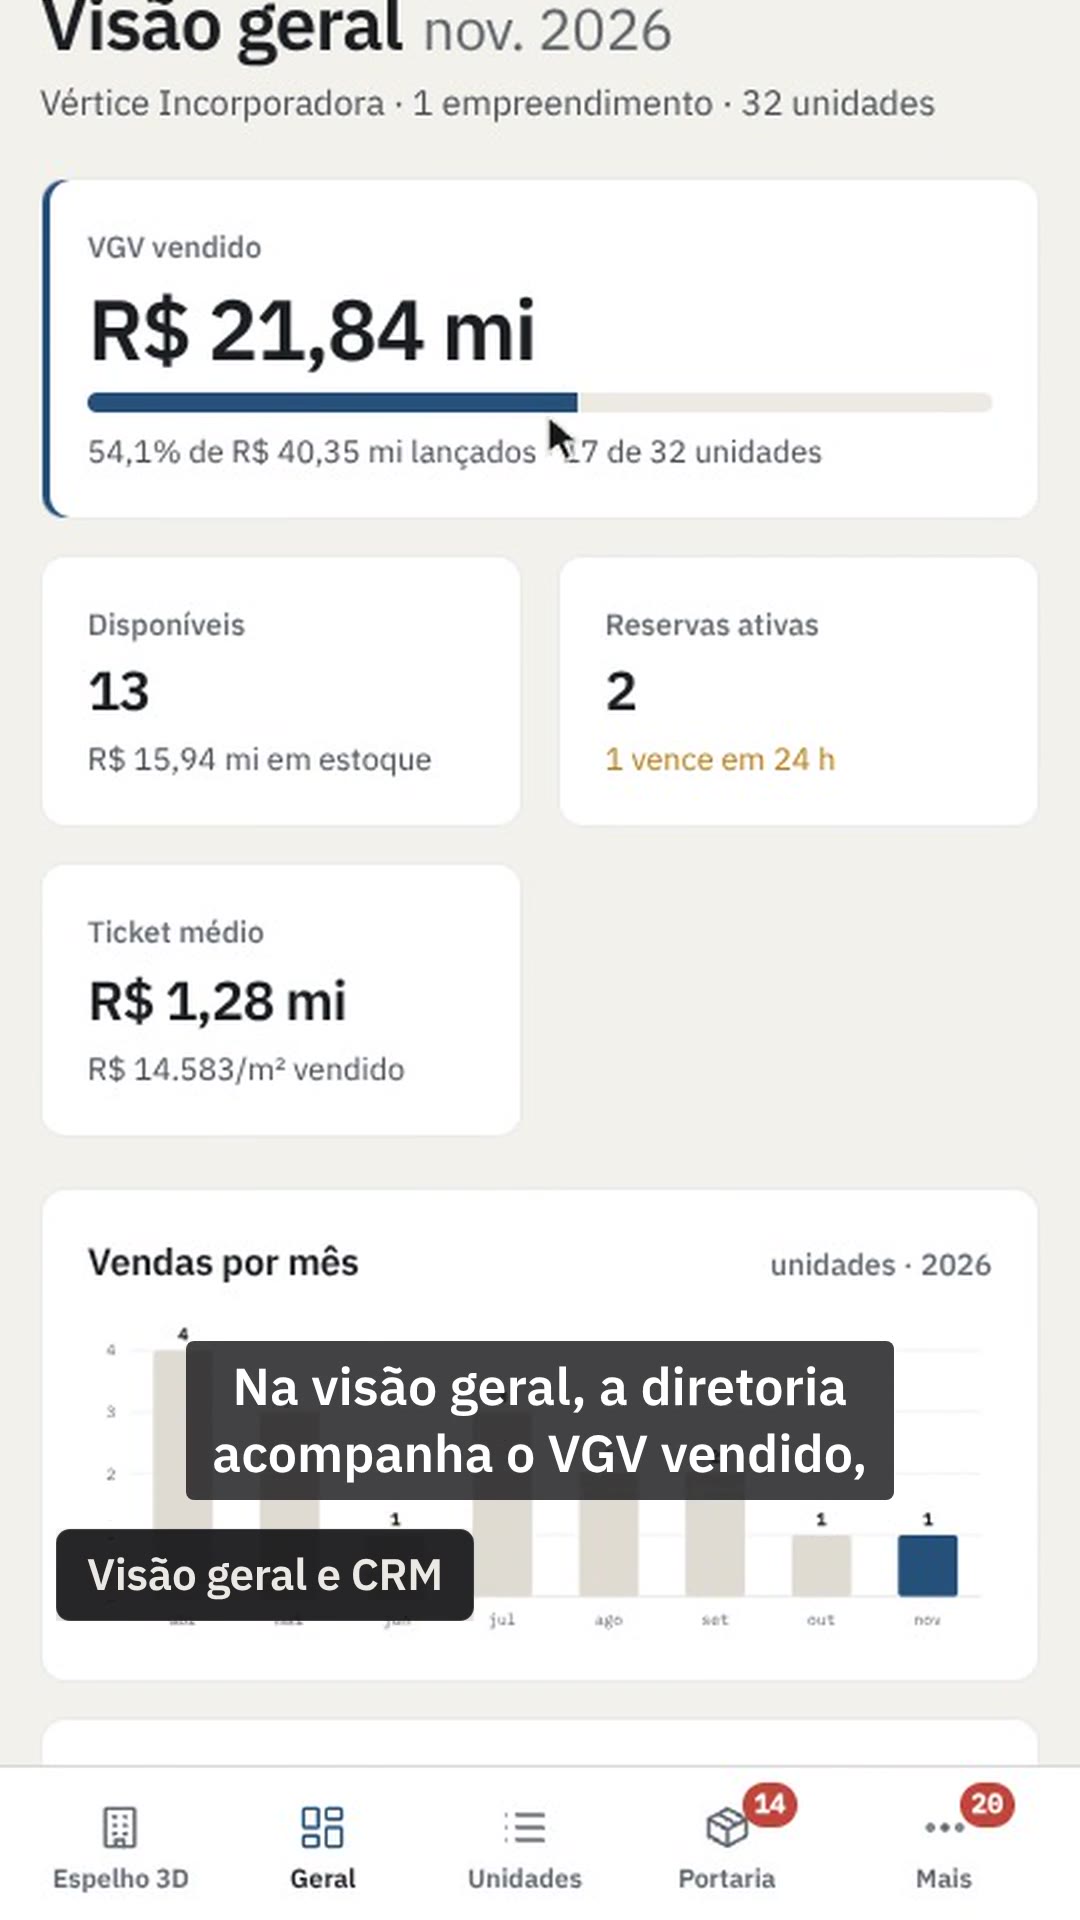 Visão geral nov. 2026
Vértice Incorporadora · 1 empreendimento · 32 unidades
VGV vendido
R$ 21,84 mi
54,1% de R$ 40,35 mi lançados 17 de 32 unidades
Disponíveis
13
R$ 15,94 mi em estoque
Reservas ativas
2
1 vence em 24 h
Ticket médio
R$ 1,28 mi
R$ 14.583/m² vendido
Vendas por mês
unidades · 2026
4
4
3
2
Na visão geral, a diretoria
acompanha o VGV vendido,
1
1
1
Visão geral e CRM
jul
ago
set
out
nov
14
20
Espelho 3D
Geral
Unidades
Portaria
Mais